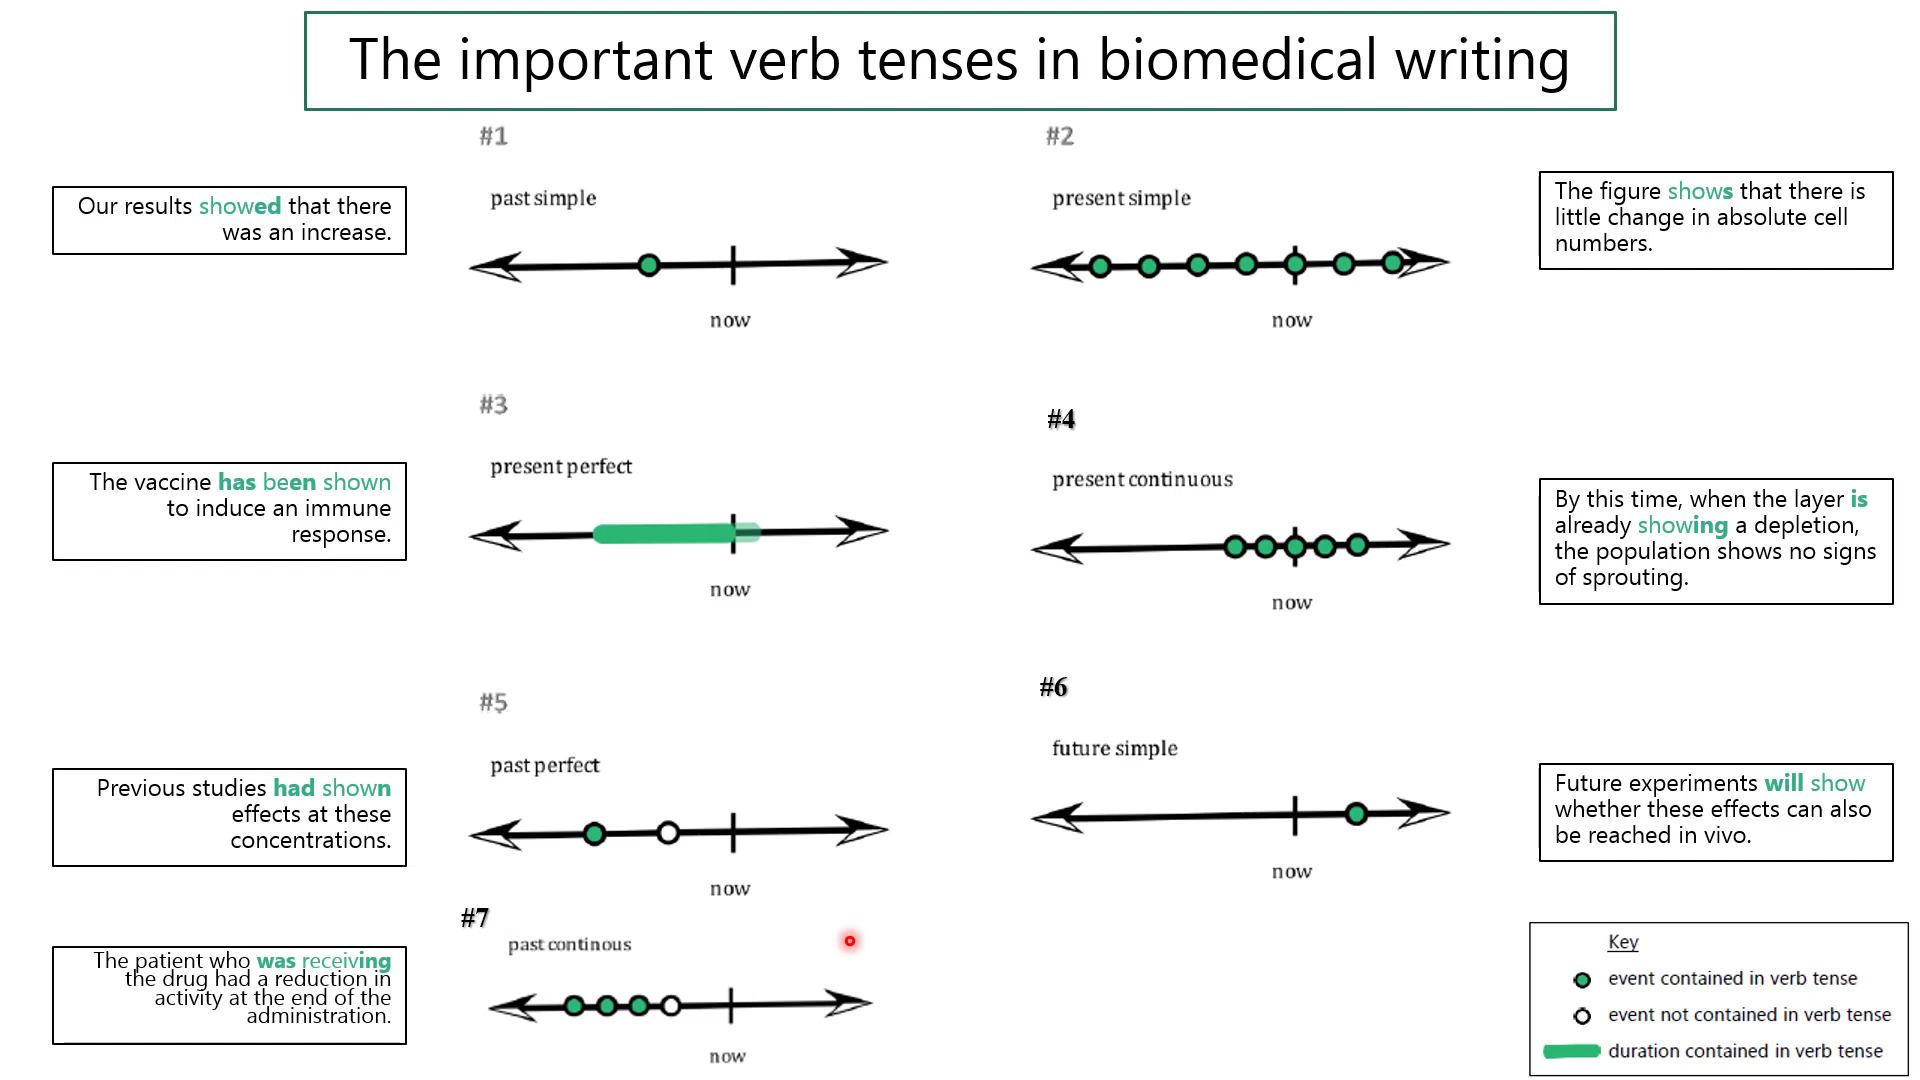 The important verb tenses in biomedical writing
#1
past simple
Our results showed that there
was an increase.
now
#2
present simple
The figure shows that there is
little change in absolute cell
numbers.
now
#3
present perfect
The vaccine has been shown
to induce an immune
response.
now
#4
present continuous
By this time, when the layer is
already showing a depletion,
the population shows no signs
of sprouting.
now
#5
past perfect
Previous studies had shown
effects at these
concentrations.
now
#6
future simple
Future experiments will show
whether these effects can also
be reached in vivo.
now
#7
past continous
The patient who was receiving
the drug had a reduction in
activity at the end of the
administration.
now
Key
event contained in verb tense
event not contained in verb tense
duration contained in verb tense